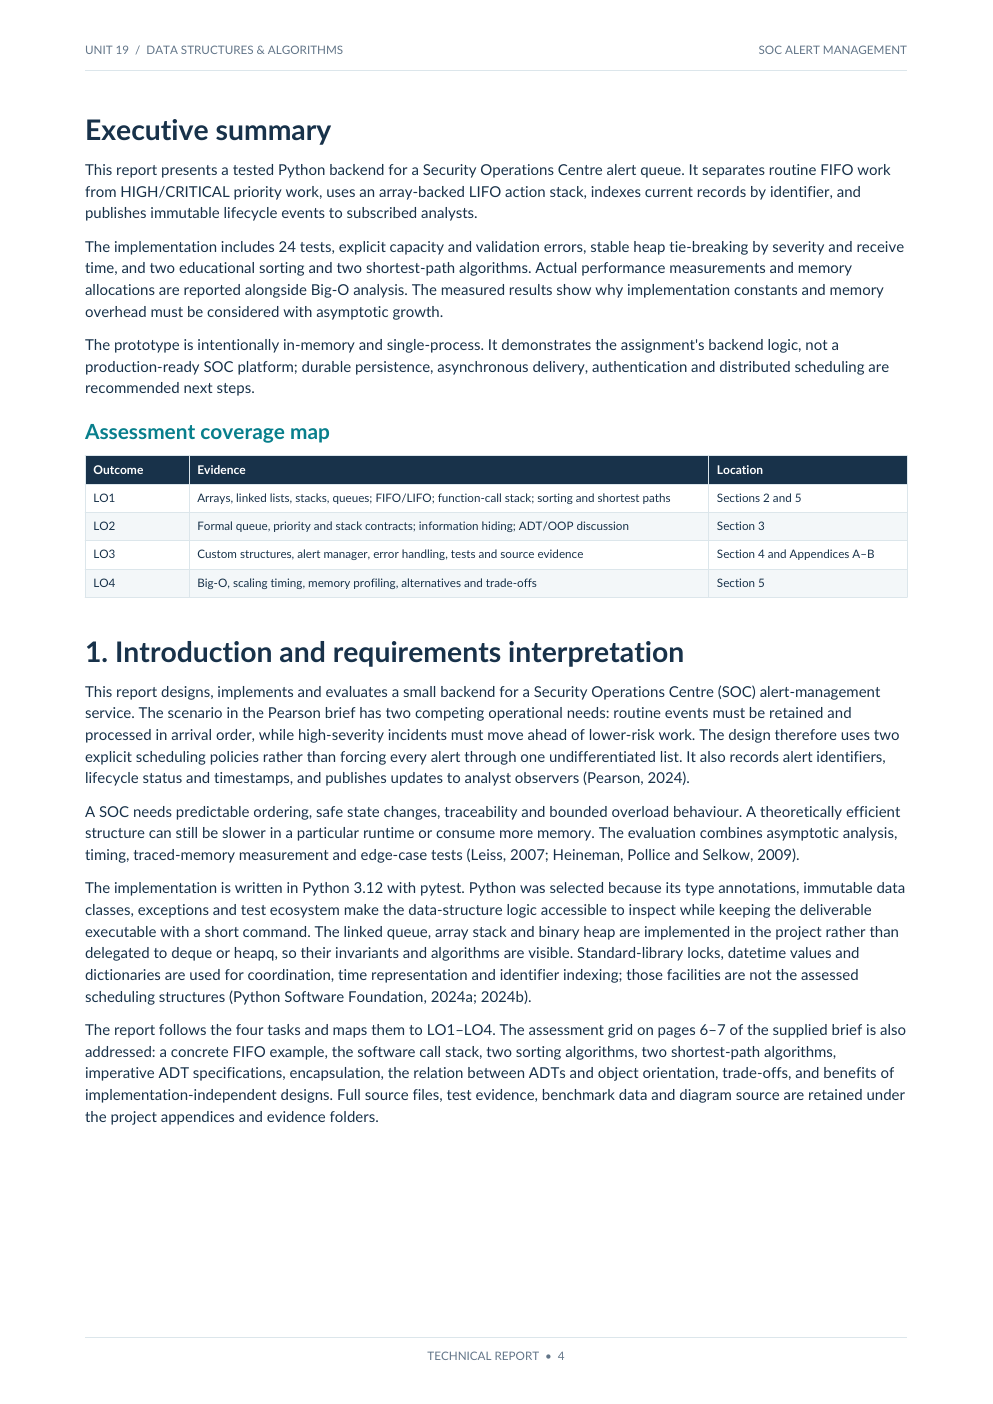 UNIT 19 / DATA STRUCTURES & ALGORITHMS
SOC ALERT MANAGEMENT
Executive summary
This report presents a tested Python backend for a Security Operations Centre alert queue. It separates routine FIFO work
from HIGH/CRITICAL priority work, uses an array-backed LIFO action stack, indexes current records by identifier, and
publishes immutable lifecycle events to subscribed analysts.
The implementation includes 24 tests, explicit capacity and validation errors, stable heap tie-breaking by severity and receive
time, and two educational sorting and two shortest-path algorithms. Actual performance measurements and memory
allocations are reported alongside Big-O analysis. The measured results show why implementation constants and memory
overhead must be considered with asymptotic growth.
The prototype is intentionally in-memory and single-process. It demonstrates the assignment's backend logic, not a
production-ready SOC platform; durable persistence, asynchronous delivery, authentication and distributed scheduling are
recommended next steps.
Assessment coverage map
Outcome Evidence Location
LO1 Arrays, linked lists, stacks, queues; FIFO/LIFO; function-call stack; sorting and shortest paths Sections 2 and 5
LO2 Formal queue, priority and stack contracts; information hiding; ADT/OOP discussion Section 3
LO3 Custom structures, alert manager, error handling, tests and source evidence Section 4 and Appendices A–B
LO4 Big-O, scaling timing, memory profiling, alternatives and trade-offs Section 5
1. Introduction and requirements interpretation
This report designs, implements and evaluates a small backend for a Security Operations Centre (SOC) alert-management
service. The scenario in the Pearson brief has two competing operational needs: routine events must be retained and
processed in arrival order, while high-severity incidents must move ahead of lower-risk work. The design therefore uses two
explicit scheduling policies rather than forcing every alert through one undifferentiated list. It also records alert identifiers,
lifecycle status and timestamps, and publishes updates to analyst observers (Pearson, 2024).
A SOC needs predictable ordering, safe state changes, traceability and bounded overload behaviour. A theoretically efficient
structure can still be slower in a particular runtime or consume more memory. The evaluation combines asymptotic analysis,
timing, traced-memory measurement and edge-case tests (Leiss, 2007; Heineman, Pollice and Selkow, 2009).
The implementation is written in Python 3.12 with pytest. Python was selected because its type annotations, immutable data
classes, exceptions and test ecosystem make the data-structure logic accessible to inspect while keeping the deliverable
executable with a short command. The linked queue, array stack and binary heap are implemented in the project rather than
delegated to deque or heapq, so their invariants and algorithms are visible. Standard-library locks, datetime values and
dictionaries are used for coordination, time representation and identifier indexing; those facilities are not the assessed
scheduling structures (Python Software Foundation, 2024a; 2024b).
The report follows the four tasks and maps them to LO1–LO4. The assessment grid on pages 6–7 of the supplied brief is also
addressed: a concrete FIFO example, the software call stack, two sorting algorithms, two shortest-path algorithms,
imperative ADT specifications, encapsulation, the relation between ADTs and object orientation, trade-offs, and benefits of
implementation-independent designs. Full source files, test evidence, benchmark data and diagram source are retained under
the project appendices and evidence folders.
TECHNICAL REPORT • 4